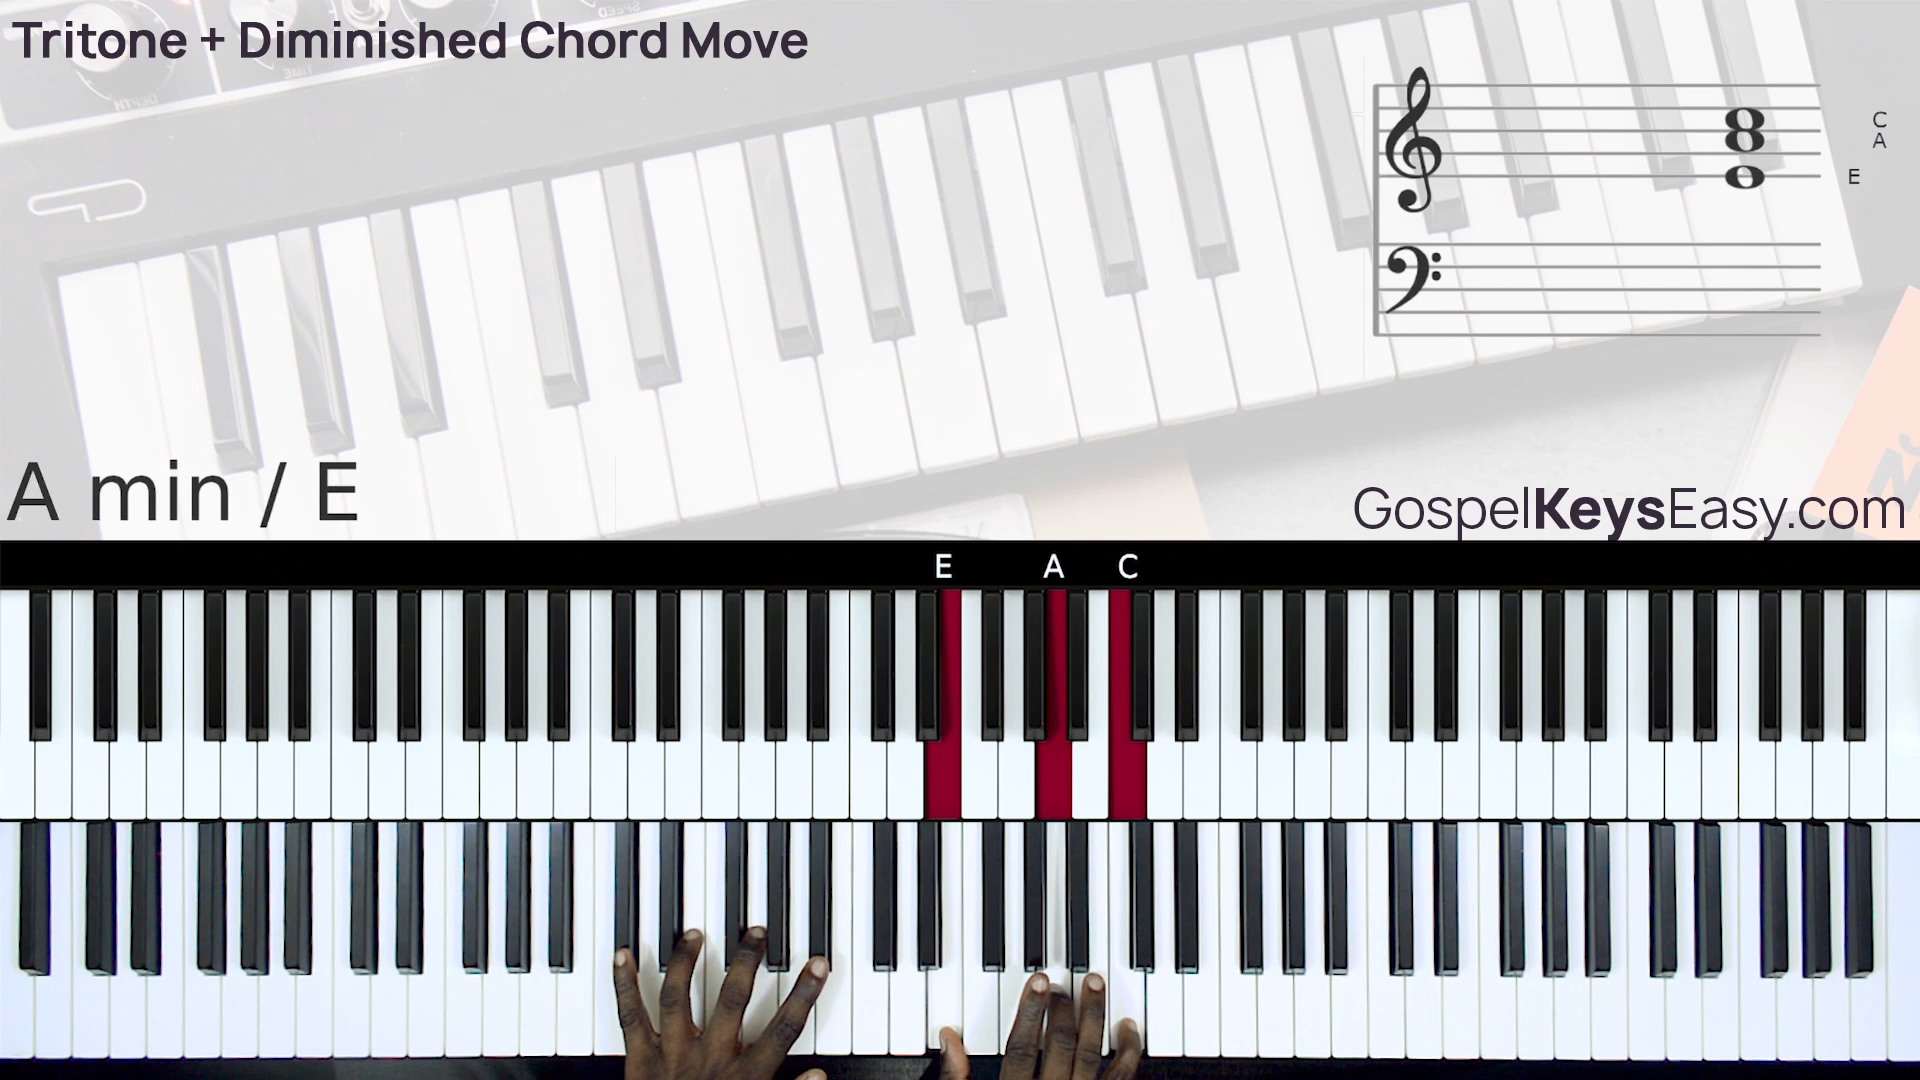 Tritone + Diminished Chord Move
C
A
E
A min / E
GospelKeysEasy.com
E A C